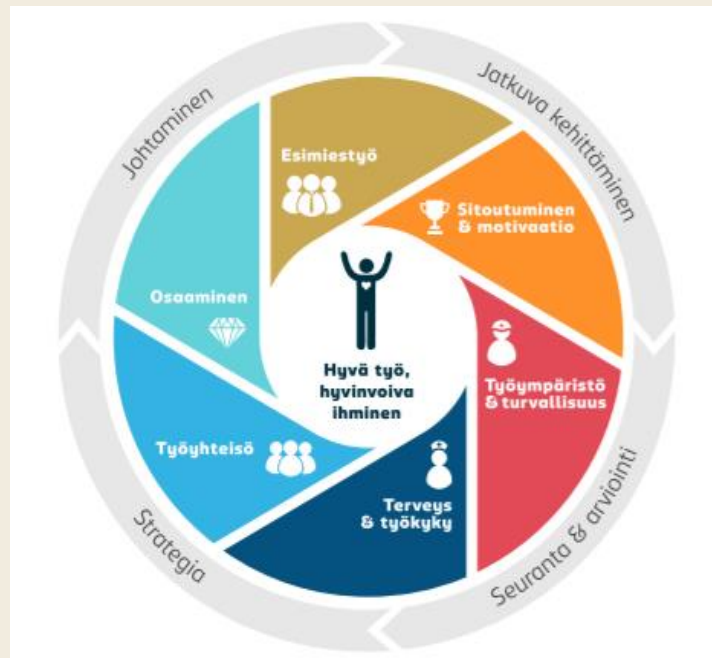 Johtaminen
Jatkuva kehittäminen
Esimiestyö
Sitoutuminen
& motivaatio
Osaaminen
Hyvä työ,
hyvinvoiva
ihminen
Työympäristö
& turvallisuus
Työyhteisö
Terveys
& työkyky
Strategia
Seuranta & arviointi